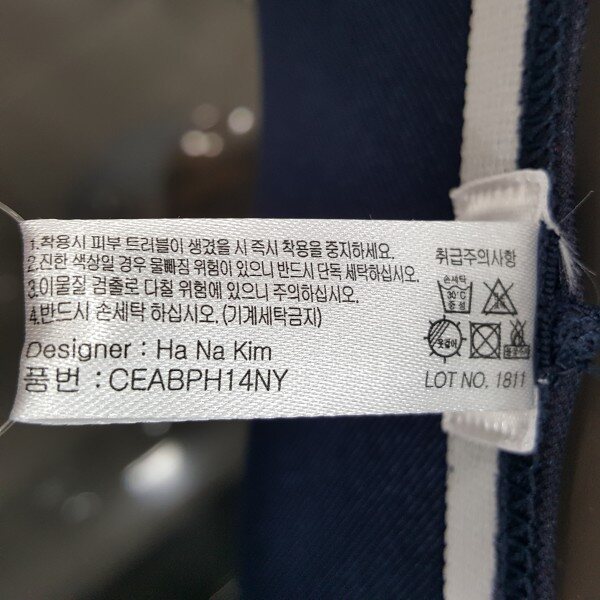 1.착용시 피부 트러블이 생겼을 시 즉시 착용을 중지하세요.
2.진한 색상일 경우 물빠짐 위험이 있으니 반드시 단독 세탁하십시오.
3.이물질 검출로 다칠 위험에 있으니 주의하십시오.
4.반드시 손세탁 하십시오. (기계세탁금지)
Designer : Ha Na Kim
품번 : CEABPH14NY
취급주의사항
손세탁
30°C
중성
옷걸이
LOT NO. 1811